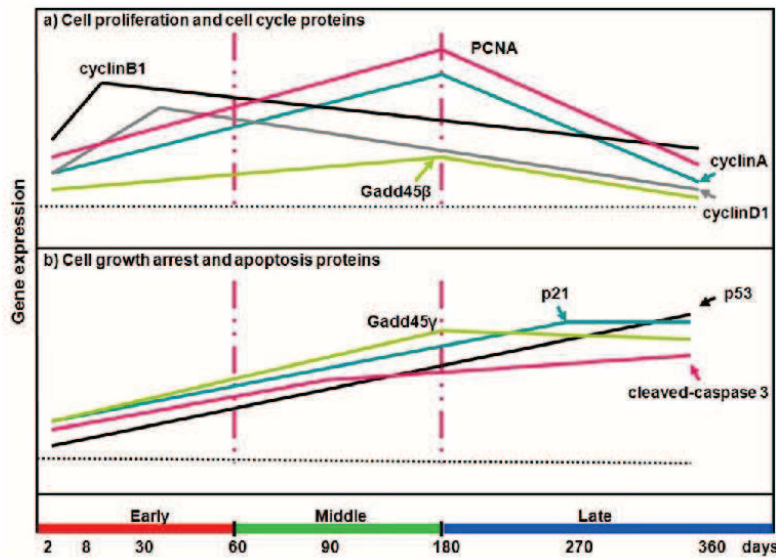 a) Cell proliferation and cell cycle proteins
PCNA
cyclinB1
cyclinA
Gadd45β
cyclinD1
Gene expression
b) Cell growth arrest and apoptosis proteins
p21
p53
Gadd45γ
cleaved-caspase 3
Early Middle Late
2 8 30 60 90 180 270 360 days